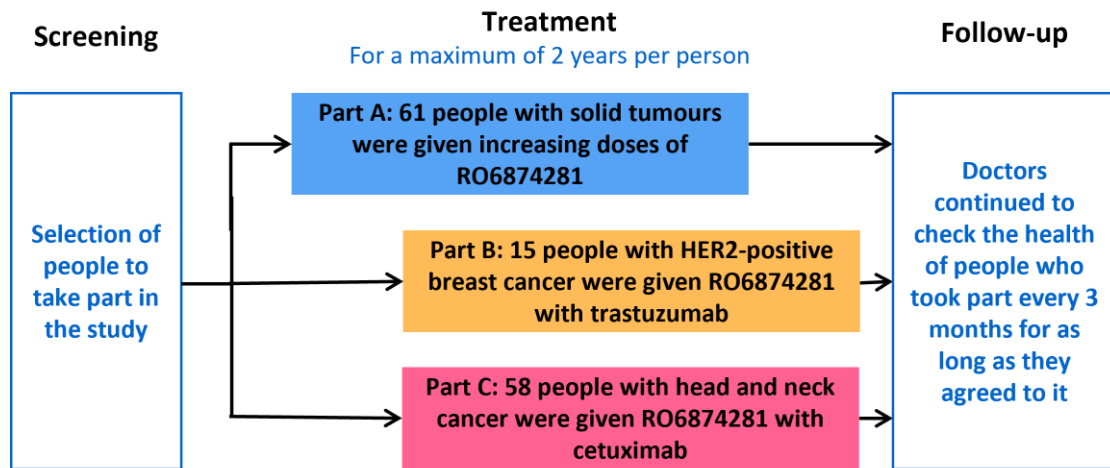 Screening
Treatment
For a maximum of 2 years per person
Follow-up
Selection of
people to
take part in
the study
Part A: 61 people with solid tumours
were given increasing doses of
RO6874281
Part B: 15 people with HER2-positive
breast cancer were given RO6874281
with trastuzumab
Part C: 58 people with head and neck
cancer were given RO6874281 with
cetuximab
Doctors
continued to
check the health
of people who
took part every 3
months for as
long as they
agreed to it